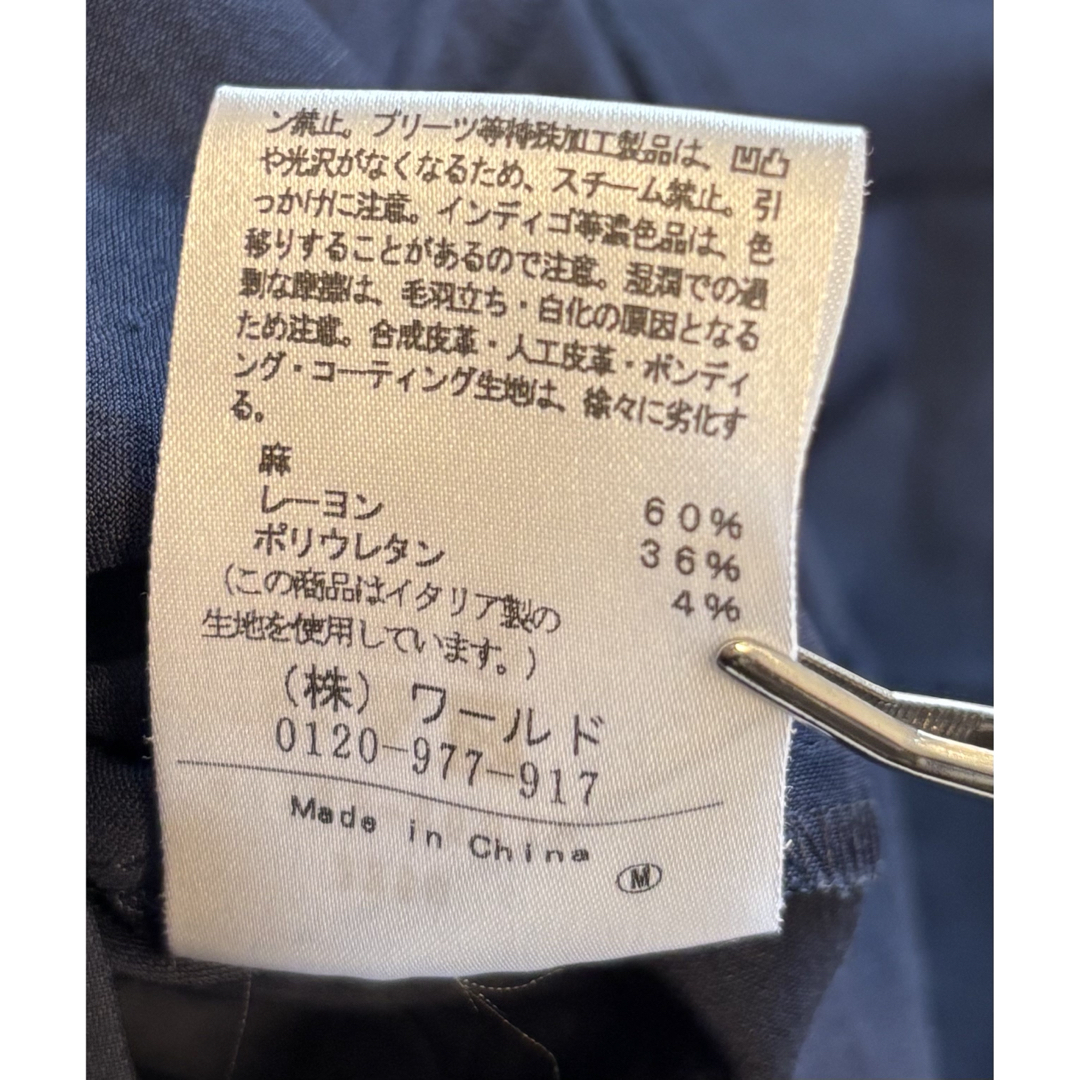 ン禁止。プリーツ等特殊加工製品は、凹凸
や光沢がなくなるため、スチーム禁止。引
っかけに注意。インディゴ等濃色品は、色
移りすることがあるので注意。湿潤での過
剰な摩擦は、毛羽立ち・白化の原因となる
ため注意。合成皮革・人工皮革・ボンディ
ング・コーティング生地は、徐々に劣化す
る。
麻 60%
レーヨン 36%
ポリウレタン 4%
(この商品はイタリア製の
生地を使用しています。)
(株) ワールド
0120-977-917
Made in China
M